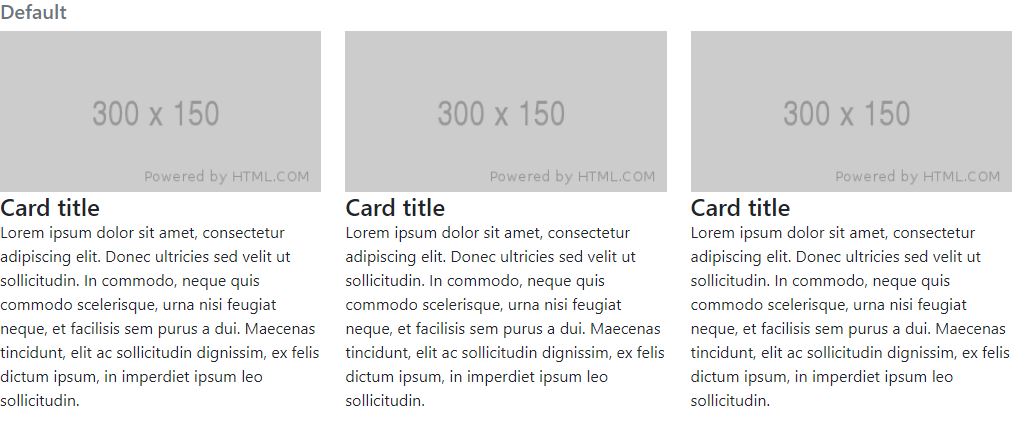 Default
300 x 150
Powered by HTML.COM
300 x 150
Powered by HTML.COM
300 x 150
Powered by HTML.COM
Card title
Lorem ipsum dolor sit amet, consectetur
adipiscing elit. Donec ultricies sed velit ut
sollicitudin. In commodo, neque quis
commodo scelerisque, urna nisi feugiat
neque, et facilisis sem purus a dui. Maecenas
tincidunt, elit ac sollicitudin dignissim, ex felis
dictum ipsum, in imperdiet ipsum leo
sollicitudin.
Card title
Lorem ipsum dolor sit amet, consectetur
adipiscing elit. Donec ultricies sed velit ut
sollicitudin. In commodo, neque quis
commodo scelerisque, urna nisi feugiat
neque, et facilisis sem purus a dui. Maecenas
tincidunt, elit ac sollicitudin dignissim, ex felis
dictum ipsum, in imperdiet ipsum leo
sollicitudin.
Card title
Lorem ipsum dolor sit amet, consectetur
adipiscing elit. Donec ultricies sed velit ut
sollicitudin. In commodo, neque quis
commodo scelerisque, urna nisi feugiat
neque, et facilisis sem purus a dui. Maecenas
tincidunt, elit ac sollicitudin dignissim, ex felis
dictum ipsum, in imperdiet ipsum leo
sollicitudin.